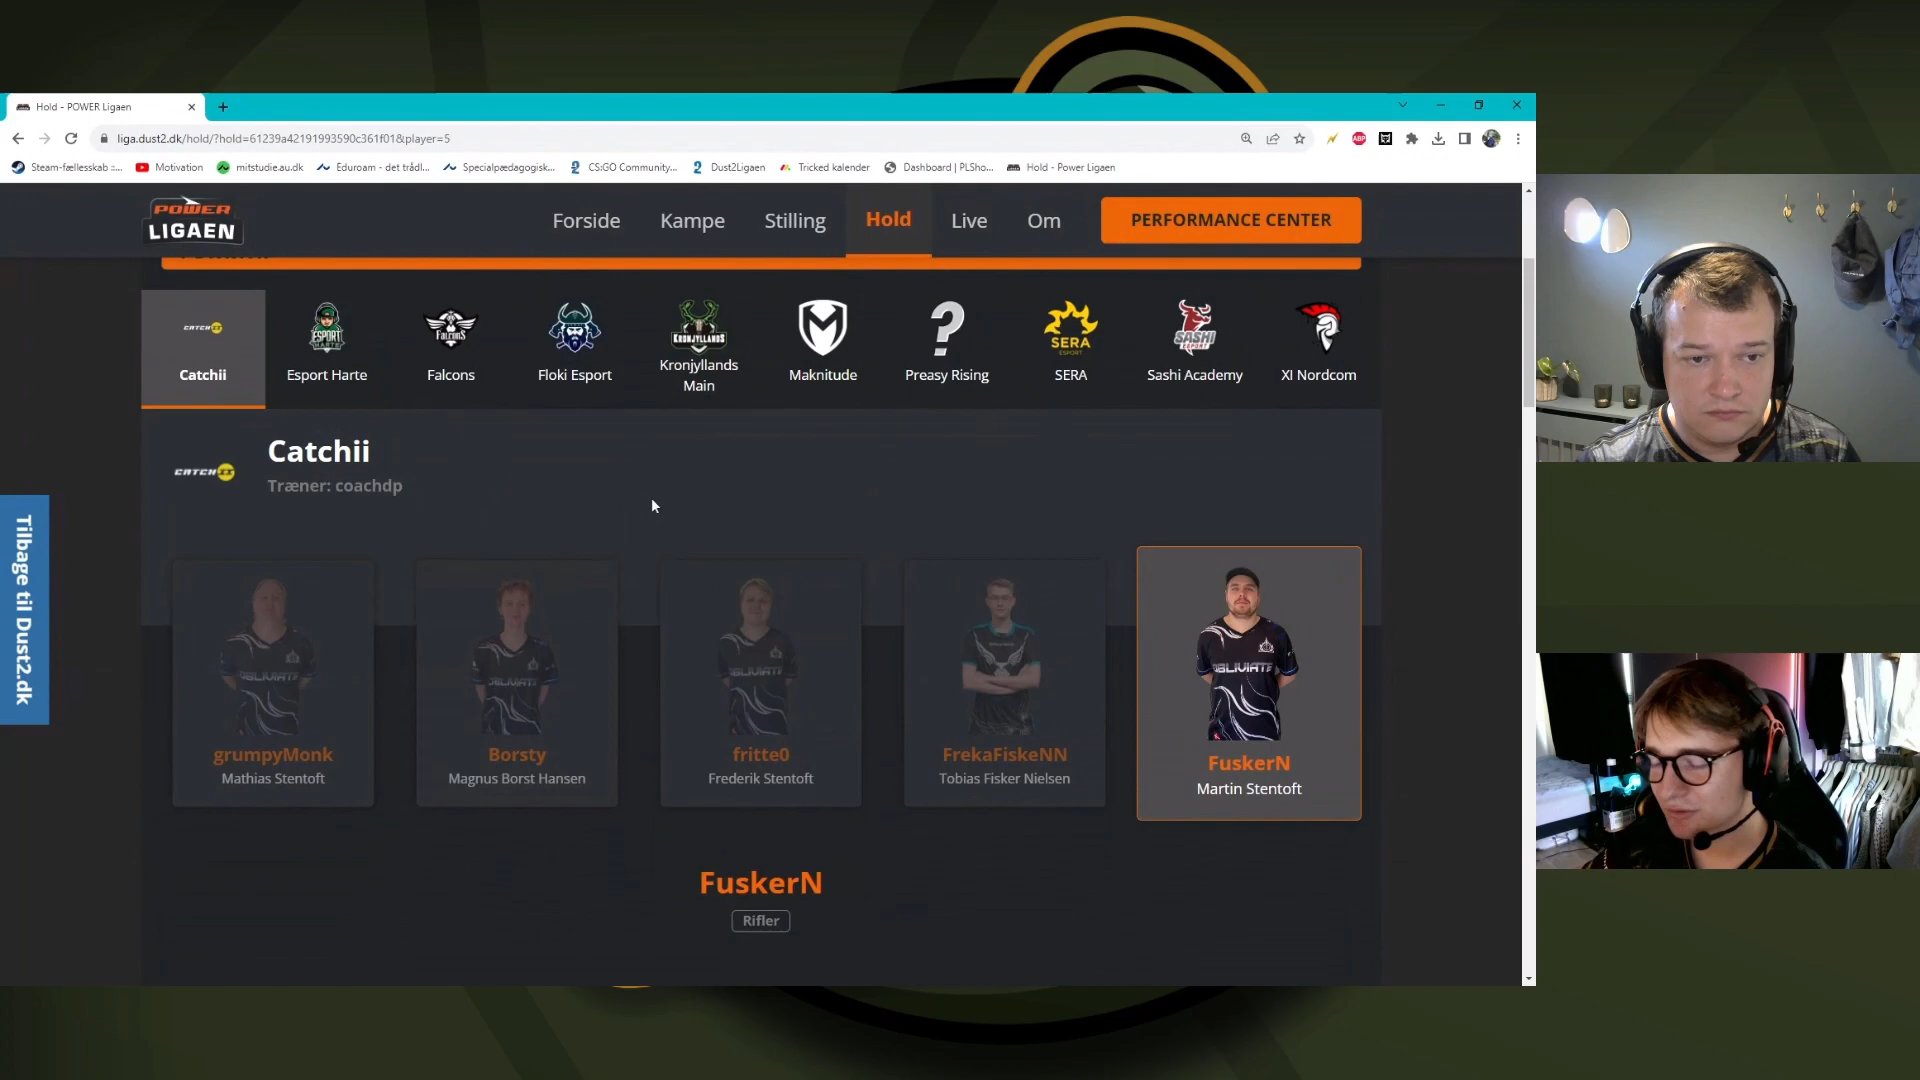 Hold - POWER Ligaen
liga.dust2.dk/hold/?hold=61239a42191993590c361f01&player=5
Steam-fællesskab ::...
Motivation
mitstudie.au.dk
Eduroam - det trådl...
Specialpædagogisk...
CS:GO Community...
Dust2Ligaen
Tricked kalender
Dashboard | PLSho...
Hold - Power Ligaen
POWER
LIGAEN
Forside
Kampe
Stilling
Hold
Live
Om
PERFORMANCE CENTER
Catchii
Esport Harte
Falcons
Floki Esport
Kronjyllands
Main
Maknitude
Preasy Rising
SERA
Sashi Academy
XI Nordcom
Catchii
Træner: coachdp
Tilbage til Dust2.dk
grumpyMonk
Mathias Stentoft
Borsty
Magnus Borst Hansen
fritte0
Frederik Stentoft
FrekaFiskeNN
Tobias Fisker Nielsen
FuskerN
Martin Stentoft
FuskerN
Rifler